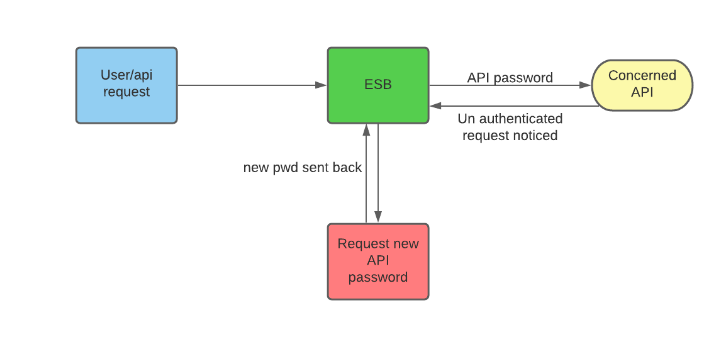 User/api
request
ESB
API password
Concerned
API
Un authenticated
request noticed
new pwd sent back
Request new
API
password